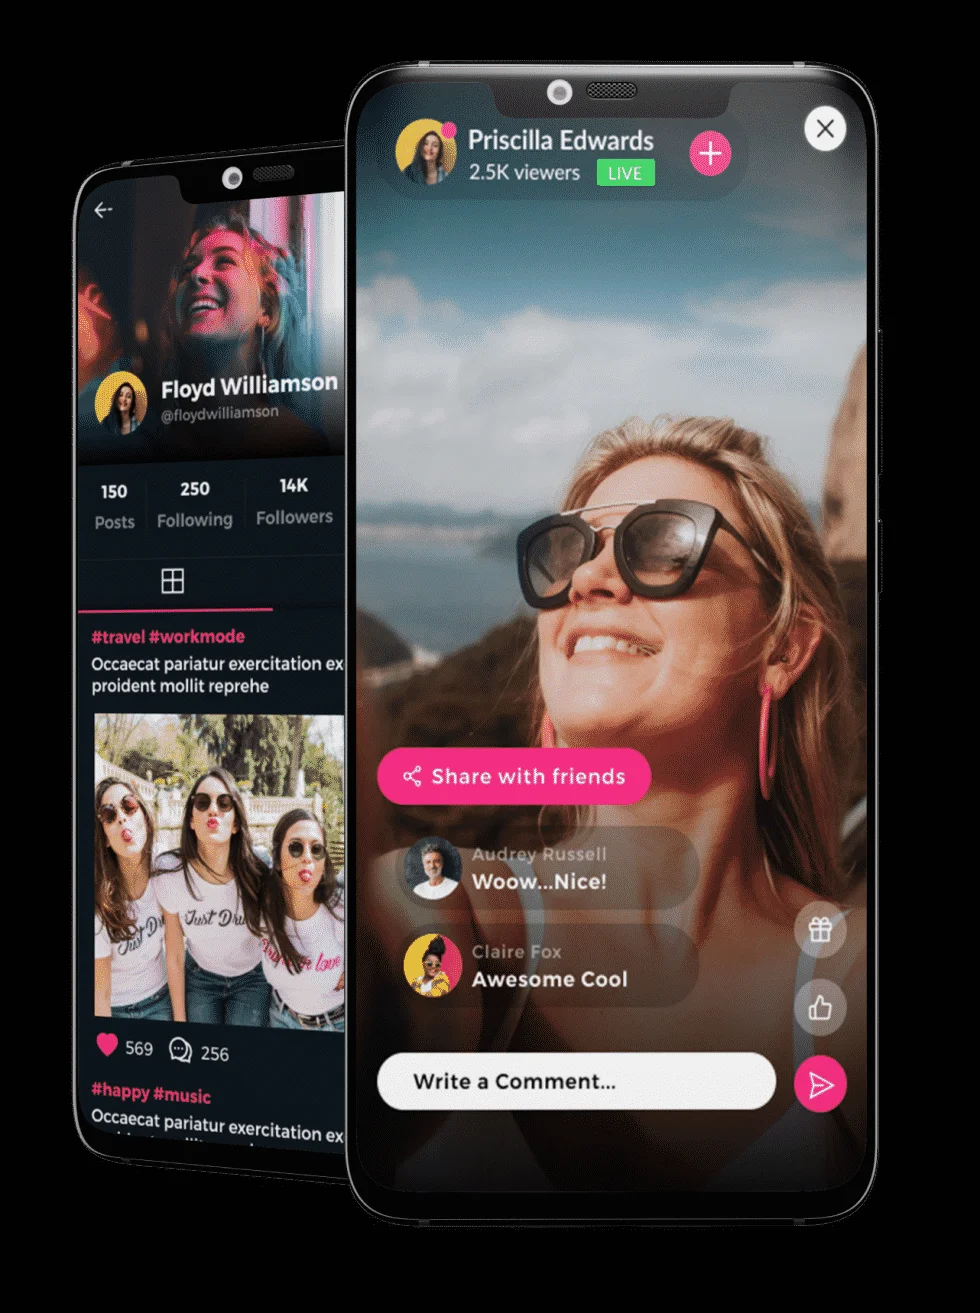 Floyd Williamson
@floydwilliamson
150
250
14K
Posts
Following
Followers
#travel #workmode
Occaecat pariatur exercitation ex
proident mollit reprehe
Just Dr
Just Dru
love
569
256
#happy #music
Occaecat pariatur exercitation ex
Priscilla Edwards
2.5K viewers
LIVE
Share with friends
Audrey Russell
Woow...Nice!
Claire Fox
Awesome Cool
Write a Comment...